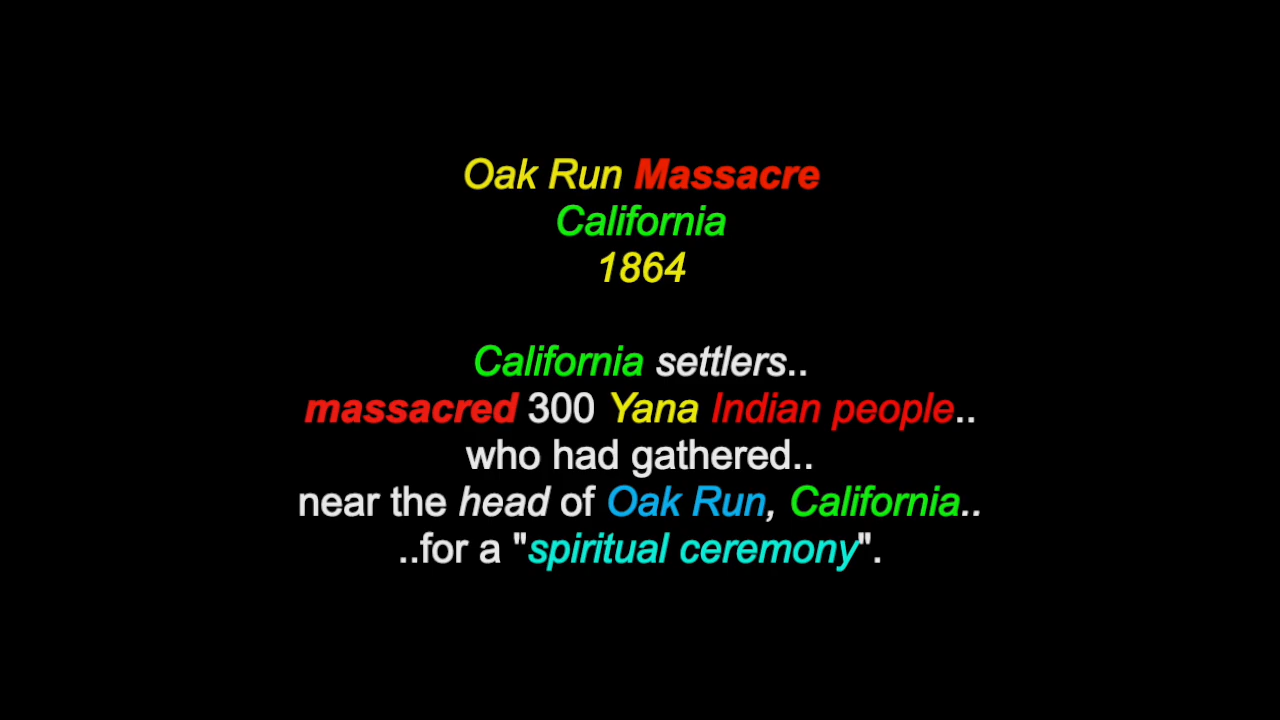 Oak Run Massacre
California
1864
California settlers..
massacred 300 Yana Indian people..
who had gathered..
near the head of Oak Run, California..
..for a "spiritual ceremony".